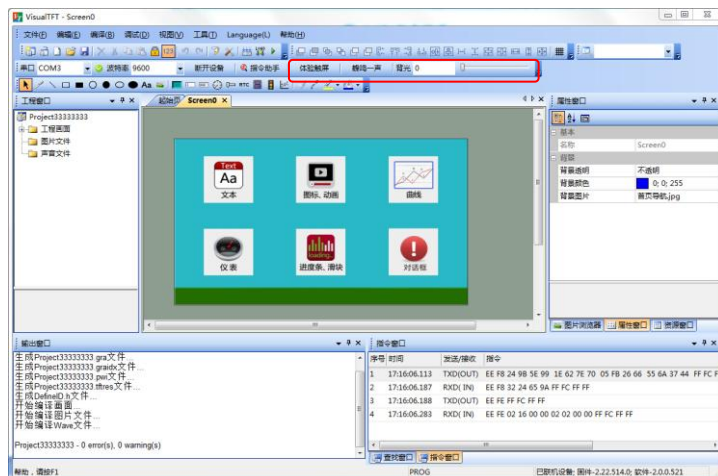 VisualTFT - Screen0
文件(F) 编辑(E) 编译(B) 调试(D) 视图(V) 工具(T) Language(L) 帮助(H)
串口 COM3 波特率 9600 断开设备 指令助手 体验触屏 蜂鸣一声 背光 0
工程窗口
起始页 Screen0 ×
属性窗口
Project33333333
工程画面
图片文件
声音文件
Text
Aa
文本
图标、动画
曲线
仪表
loading..
进度条、滑块
对话框
基本
名称 Screen0
背景
背景透明 不透明
背景颜色 0; 0; 255
背景图片 首页导航.jpg
图片浏览器 属性窗口 资源窗口
输出窗口
生成Project33333333.gra文件...
生成Project33333333.graidx文件...
生成Project33333333.pwi文件...
生成Project33333333.tftres文件...
生成DefineID.h文件...
开始编译画面...
开始编译图片文件...
开始编译Wave文件...
Project33333333 - 0 error(s), 0 warning(s)
指令窗口
序号 时间 发送/接收 指令
1 17:16:06.113 TXD(OUT) EE F8 24 9B 5E 99 1E 62 7E 70 05 FB 26 66 55 6A 37 44 FF FC F
2 17:16:06.187 RXD( IN) EE F8 32 24 65 9A FF FC FF FF
3 17:16:06.188 TXD(OUT) EE FE FF FC FF FF
4 17:16:06.283 RXD( IN) EE FE 02 16 00 00 02 02 00 00 FF FC FF FF
查找窗口 指令窗口
帮助，请按F1
PROG
已联机设备: 固件-2.22.514.0; 软件-2.0.0.521